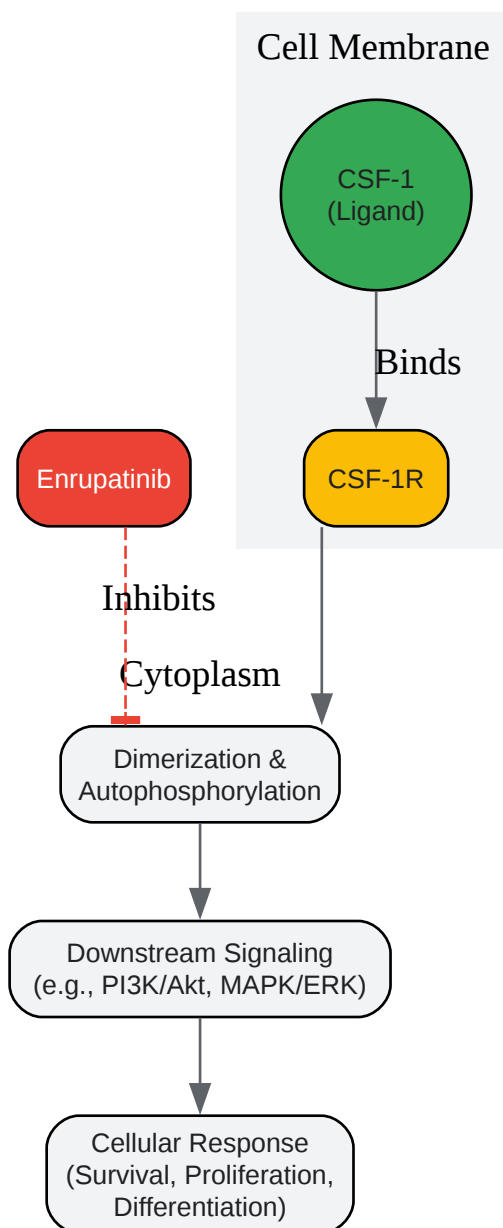 Cell Membrane
CSF-1
(Ligand)
Binds
Enrupatinib
CSF-1R
Inhibits
Cytoplasm
Dimerization &
Autophosphorylation
Downstream Signaling
(e.g., PI3K/Akt, MAPK/ERK)
Cellular Response
(Survival, Proliferation,
Differentiation)